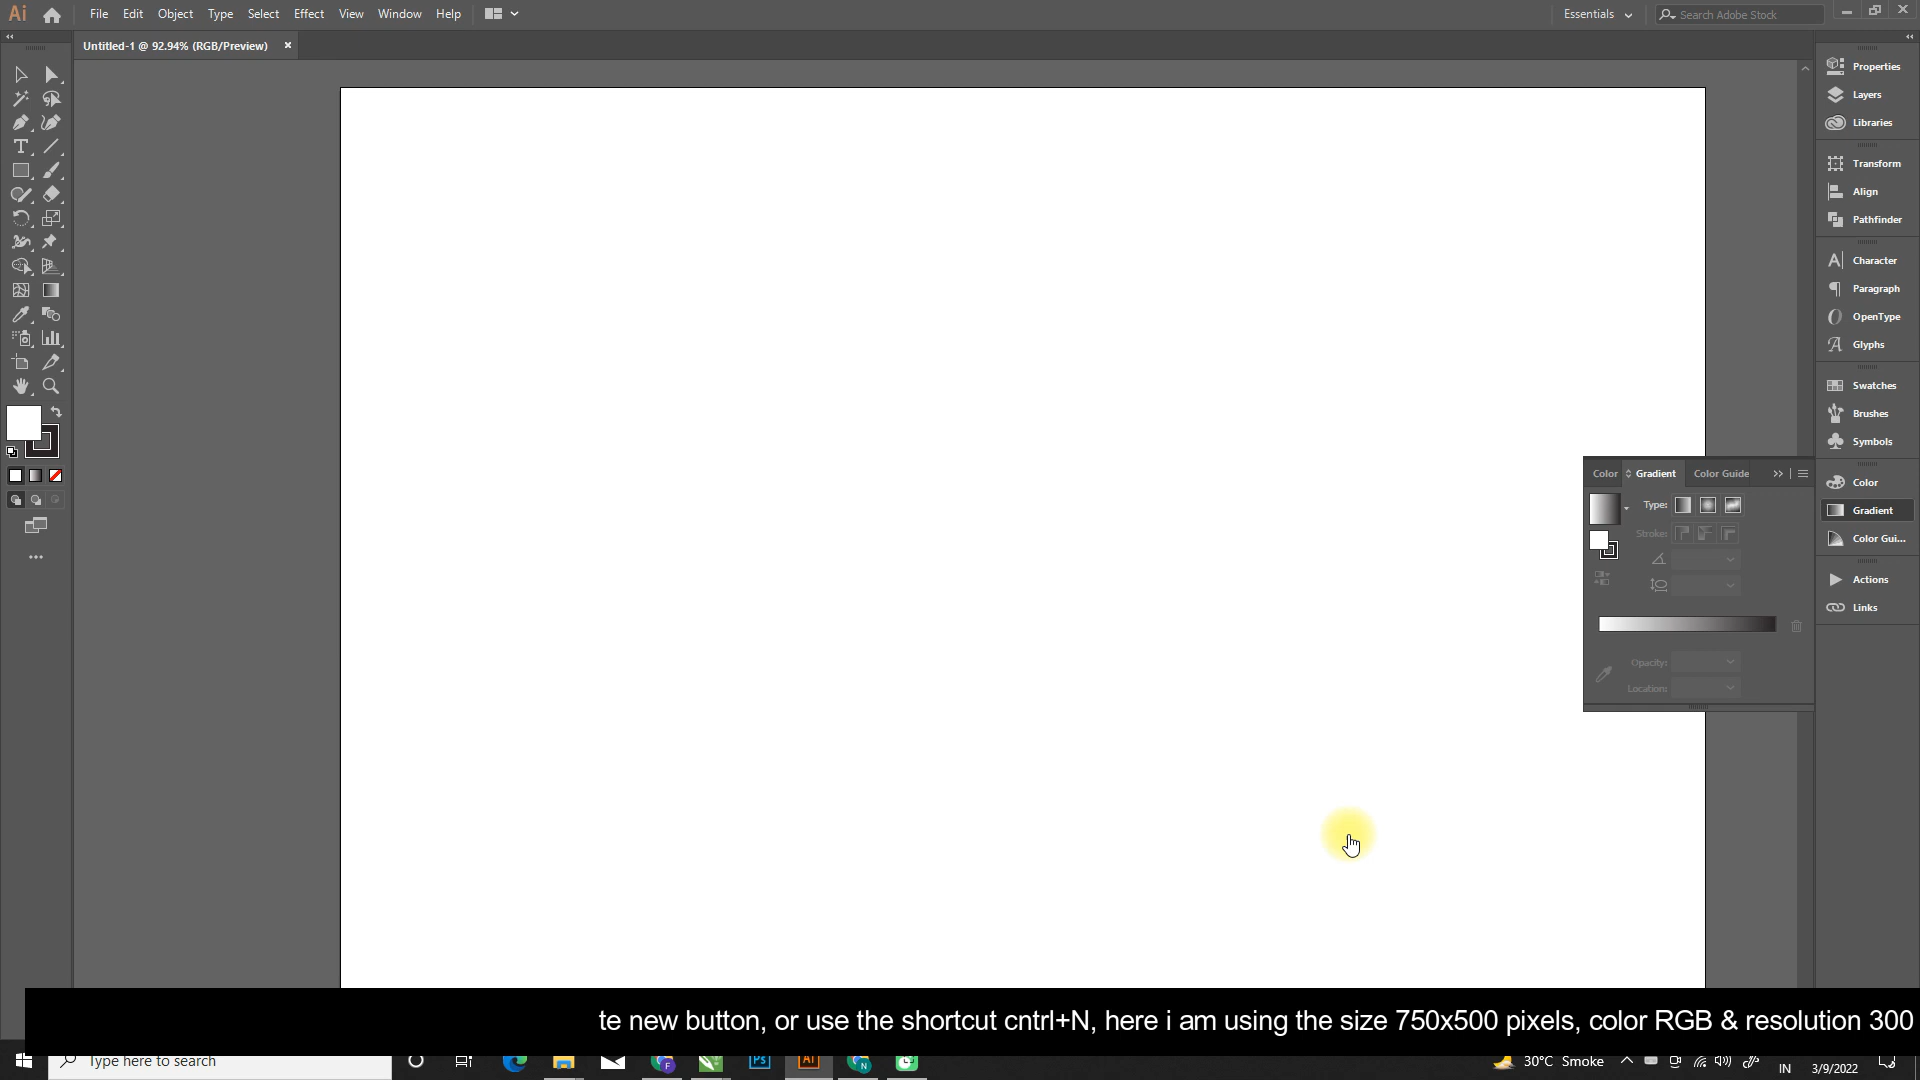 Ai File Edit Object Type Select Effect View Window Help Essentials Search Adobe Stock
Untitled-1 @ 92.94% (RGB/Preview) ×
Properties
Layers
Libraries
Transform
Align
Pathfinder
Character
Paragraph
OpenType
Glyphs
Swatches
Brushes
Symbols
Color
Gradient
Color Gui...
Actions
Links
Color Gradient Color Guide
Type:
Stroke:
Opacity:
Location:
te new button, or use the shortcut cntrl+N, here i am using the size 750x500 pixels, color RGB & resolution 300
Type here to search
30°C Smoke
IN
3/9/2022